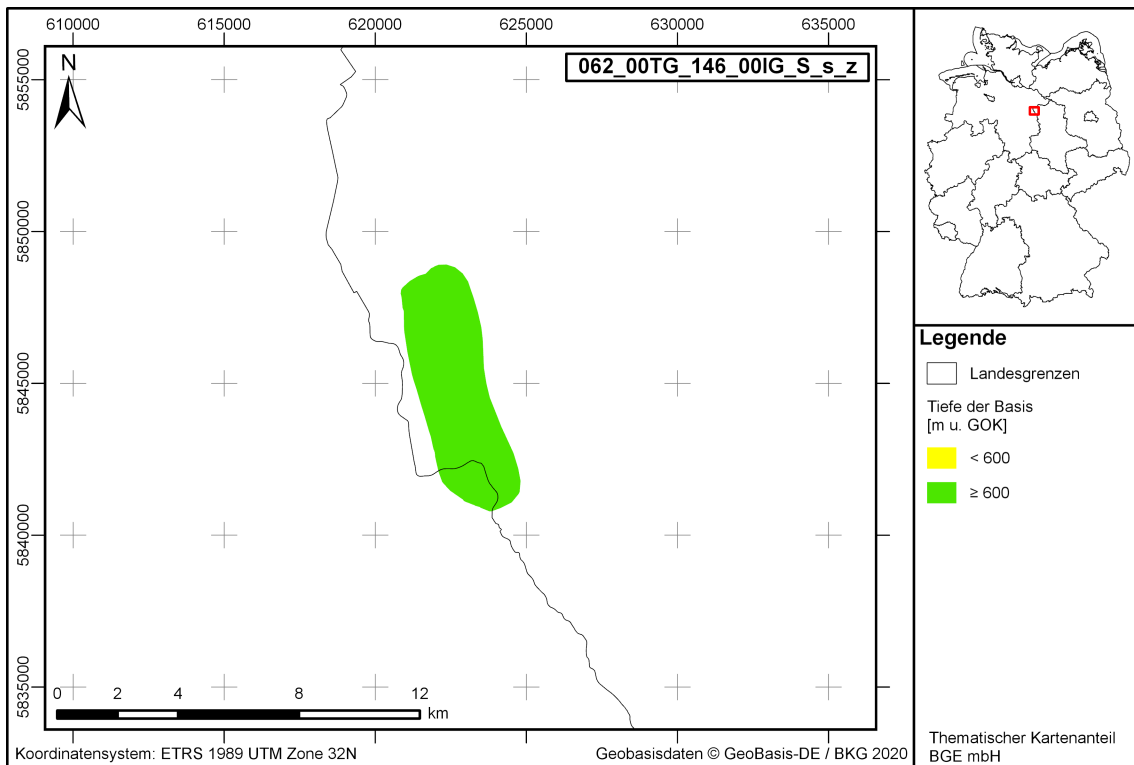 610000 615000 620000 625000 630000 635000
062_00TG_146_00IG_S_s_z
N
5855000
5850000
5845000
5840000
5835000
0 2 4 8 12
km
Koordinatensystem: ETRS 1989 UTM Zone 32N
Geobasisdaten © GeoBasis-DE / BKG 2020
Legende
Landesgrenzen
Tiefe der Basis
[m u. GOK]
< 600
≥ 600
Thematischer Kartenanteil
BGE mbH